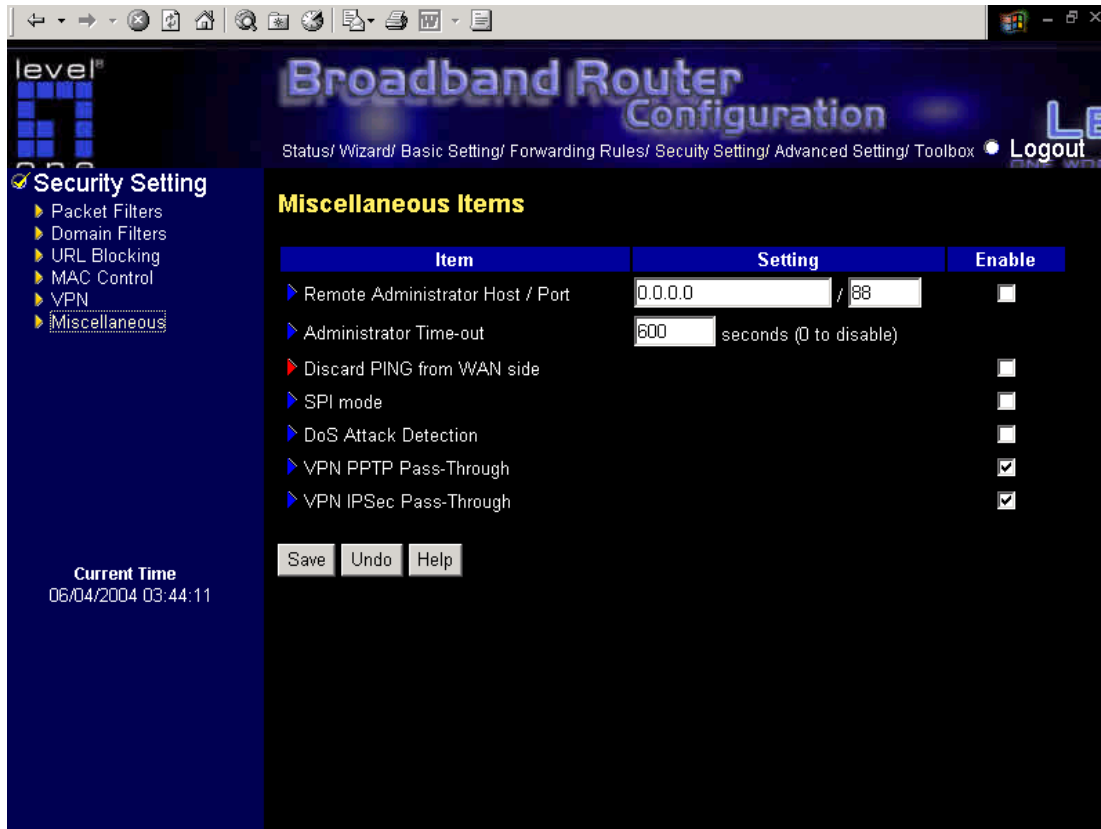 level®
one
Broadband Router
Configuration
Status/ Wizard/ Basic Setting/ Forwarding Rules/ Secuity Setting/ Advanced Setting/ Toolbox
Logout
Security Setting
Packet Filters
Domain Filters
URL Blocking
MAC Control
VPN
Miscellaneous
Current Time
06/04/2004 03:44:11
Miscellaneous Items
Item Setting Enable
Remote Administrator Host / Port 0.0.0.0 / 88
Administrator Time-out 600 seconds (0 to disable)
Discard PING from WAN side
SPI mode
DoS Attack Detection
VPN PPTP Pass-Through
VPN IPSec Pass-Through
Save Undo Help